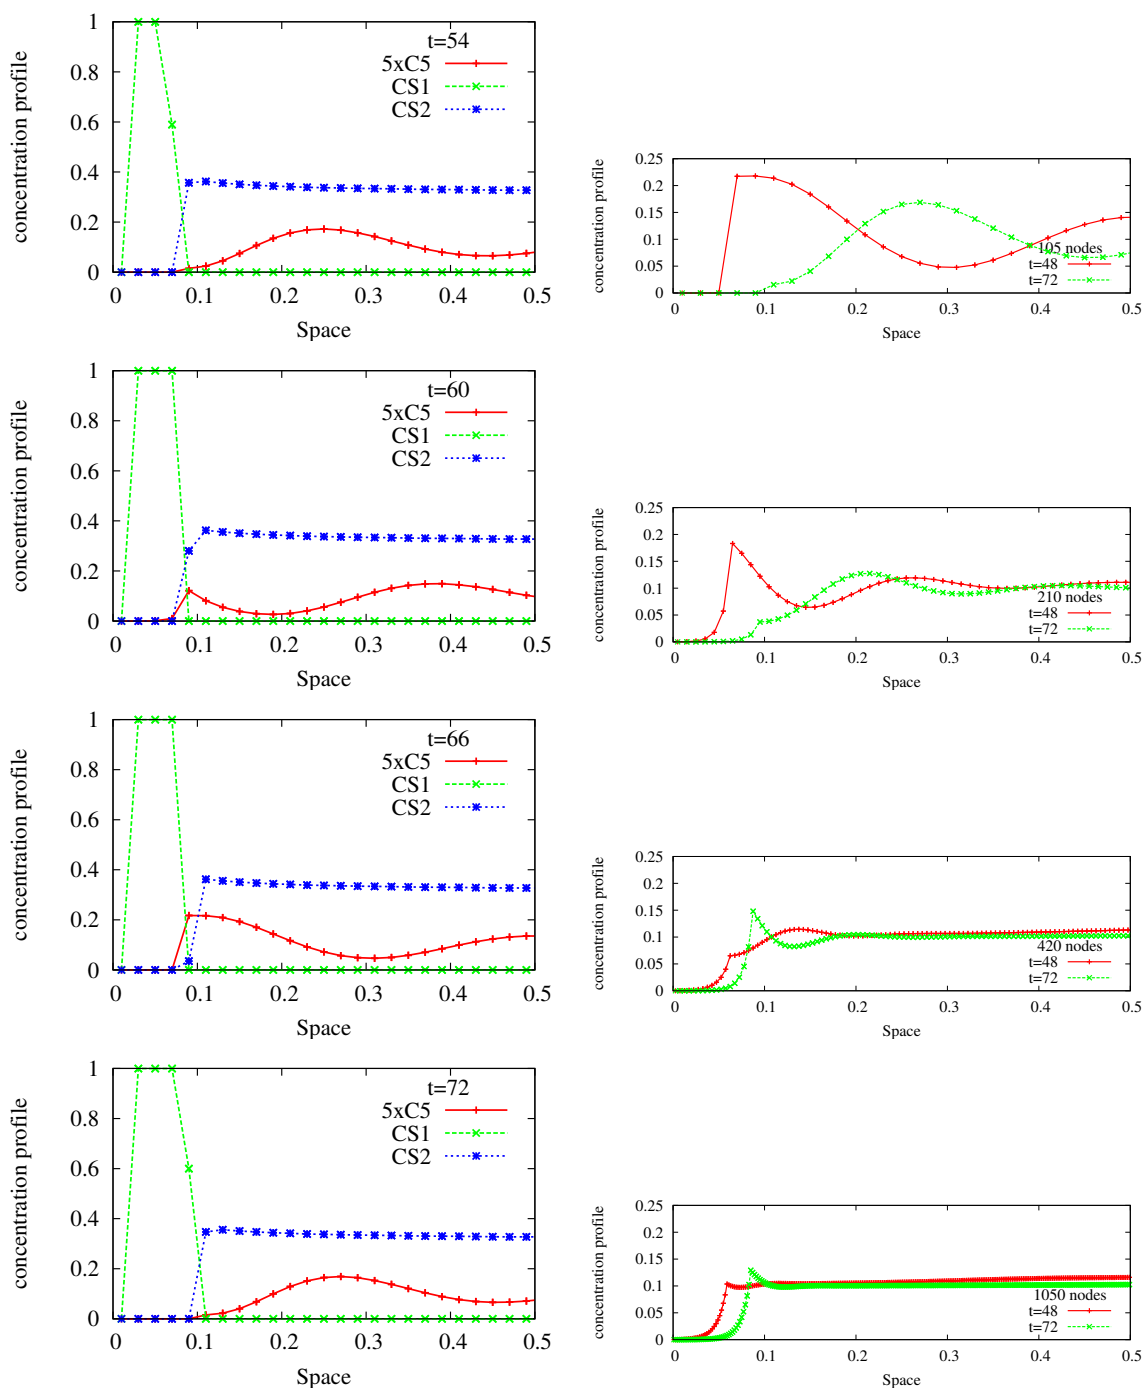 concentration profile
1
0.8
0.6
0.4
0.2
0
t=54
5xC5
CS1
CS2
0 0.1 0.2 0.3 0.4 0.5
Space
concentration profile
0.25
0.2
0.15
0.1
0.05
0
105 nodes
t=48
t=72
0 0.1 0.2 0.3 0.4 0.5
Space
concentration profile
1
0.8
0.6
0.4
0.2
0
t=60
5xC5
CS1
CS2
0 0.1 0.2 0.3 0.4 0.5
Space
concentration profile
0.25
0.2
0.15
0.1
0.05
0
210 nodes
t=48
t=72
0 0.1 0.2 0.3 0.4 0.5
Space
concentration profile
1
0.8
0.6
0.4
0.2
0
t=66
5xC5
CS1
CS2
0 0.1 0.2 0.3 0.4 0.5
Space
concentration profile
0.25
0.2
0.15
0.1
0.05
0
420 nodes
t=48
t=72
0 0.1 0.2 0.3 0.4 0.5
Space
concentration profile
1
0.8
0.6
0.4
0.2
0
t=72
5xC5
CS1
CS2
0 0.1 0.2 0.3 0.4 0.5
Space
concentration profile
0.25
0.2
0.15
0.1
0.05
0
1050 nodes
t=48
t=72
0 0.1 0.2 0.3 0.4 0.5
Space